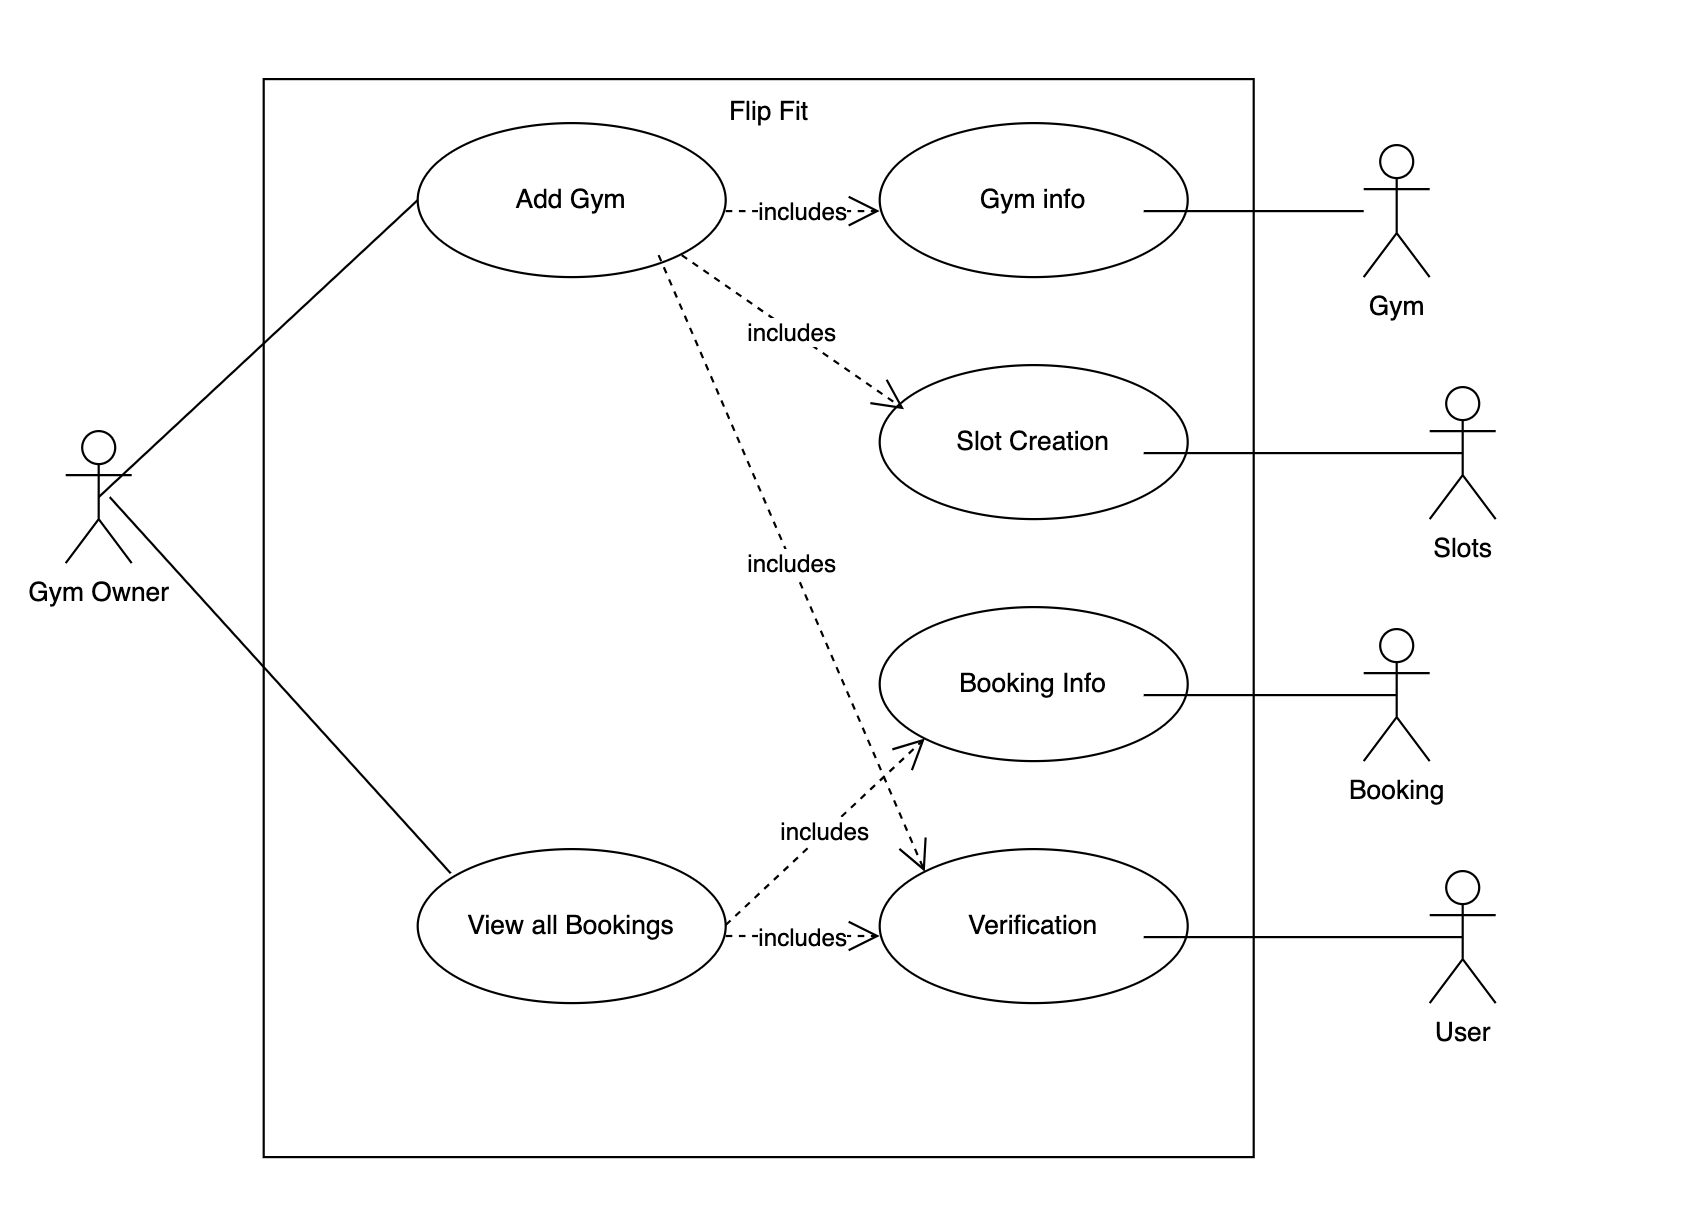 Flip Fit
Add Gym
includes
Gym info
Gym
includes
Slot Creation
Slots
Gym Owner
includes
Booking Info
Booking
includes
View all Bookings
includes
Verification
User